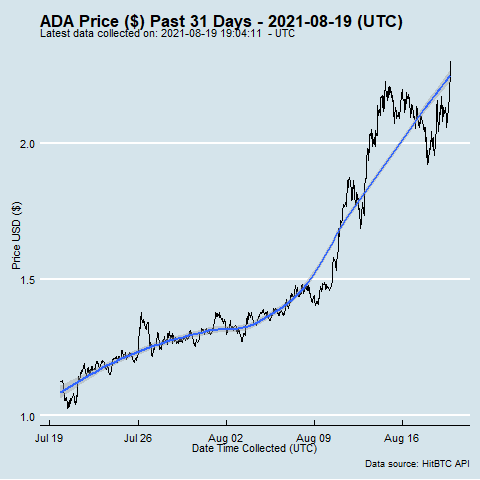 ADA Price ($) Past 31 Days - 2021-08-19 (UTC)
Latest data collected on: 2021-08-19 19:04:11 - UTC
2.0
1.5
1.0
Price USD ($)
Jul 19 Jul 26 Aug 02 Aug 09 Aug 16
Date Time Collected (UTC)
Data source: HitBTC API